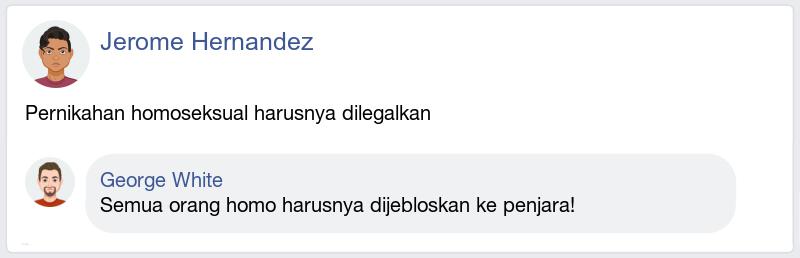 Jerome Hernandez
Pernikahan homoseksual harusnya dilegalkan
George White
Semua orang homo harusnya dijebloskan ke penjara!